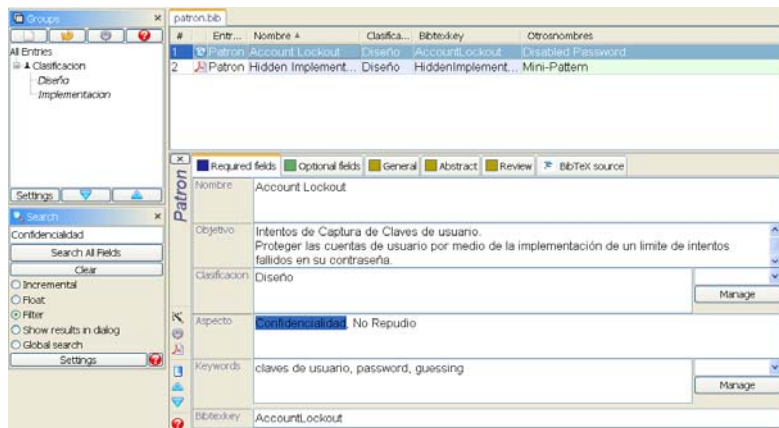 Groups
All Entries
Clasificacion
Diseño
Implementacion
Settings
Search
Confidencialidad
Search All Fields
Clear
Incremental
Float
Filter
Show results in dialog
Global search
Settings
patron.bib
# Entr... Nombre Clasifica... Bibtexkey Otrosnombres
1 Patron Account Lockout Diseño AccountLockout Disabled Password
2 Patron Hidden Implement... Diseño HiddenImplement... Mini-Pattern
Patron
Required fields Optional fields General Abstract Review BibTeX source
Nombre Account Lockout
Objetivo Intentos de Captura de Claves de usuario.
Proteger las cuentas de usuario por medio de la implementación de un limite de intentos
fallidos en su contraseña.
Clasificacion Diseño
Manage
Aspecto Confidencialidad, No Repudio
Keywords claves de usuario, password, guessing
Manage
Bibtexkey AccountLockout